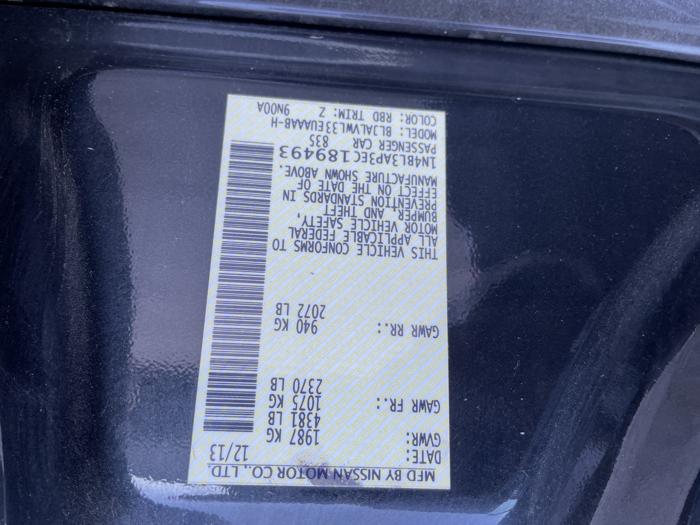 MFD BY NISSAN MOTOR CO., LTD.
DATE: 12/13
GVWR: 1987 KG
4381 LB
GAWR FR.: 1075 KG
2370 LB
GAWR RR.: 940 KG
2072 LB
THIS VEHICLE CONFORMS TO
ALL APPLICABLE FEDERAL
MOTOR VEHICLE SAFETY,
BUMPER, AND THEFT
PREVENTION STANDARDS IN
EFFECT ON THE DATE OF
MANUFACTURE SHOWN ABOVE.
1N4BL3AP3EC189493
PASSENGER CAR 835
MODEL: BLJALVWL33EUAAAB-H
COLOR: RBD TRIM: Z 9N00A